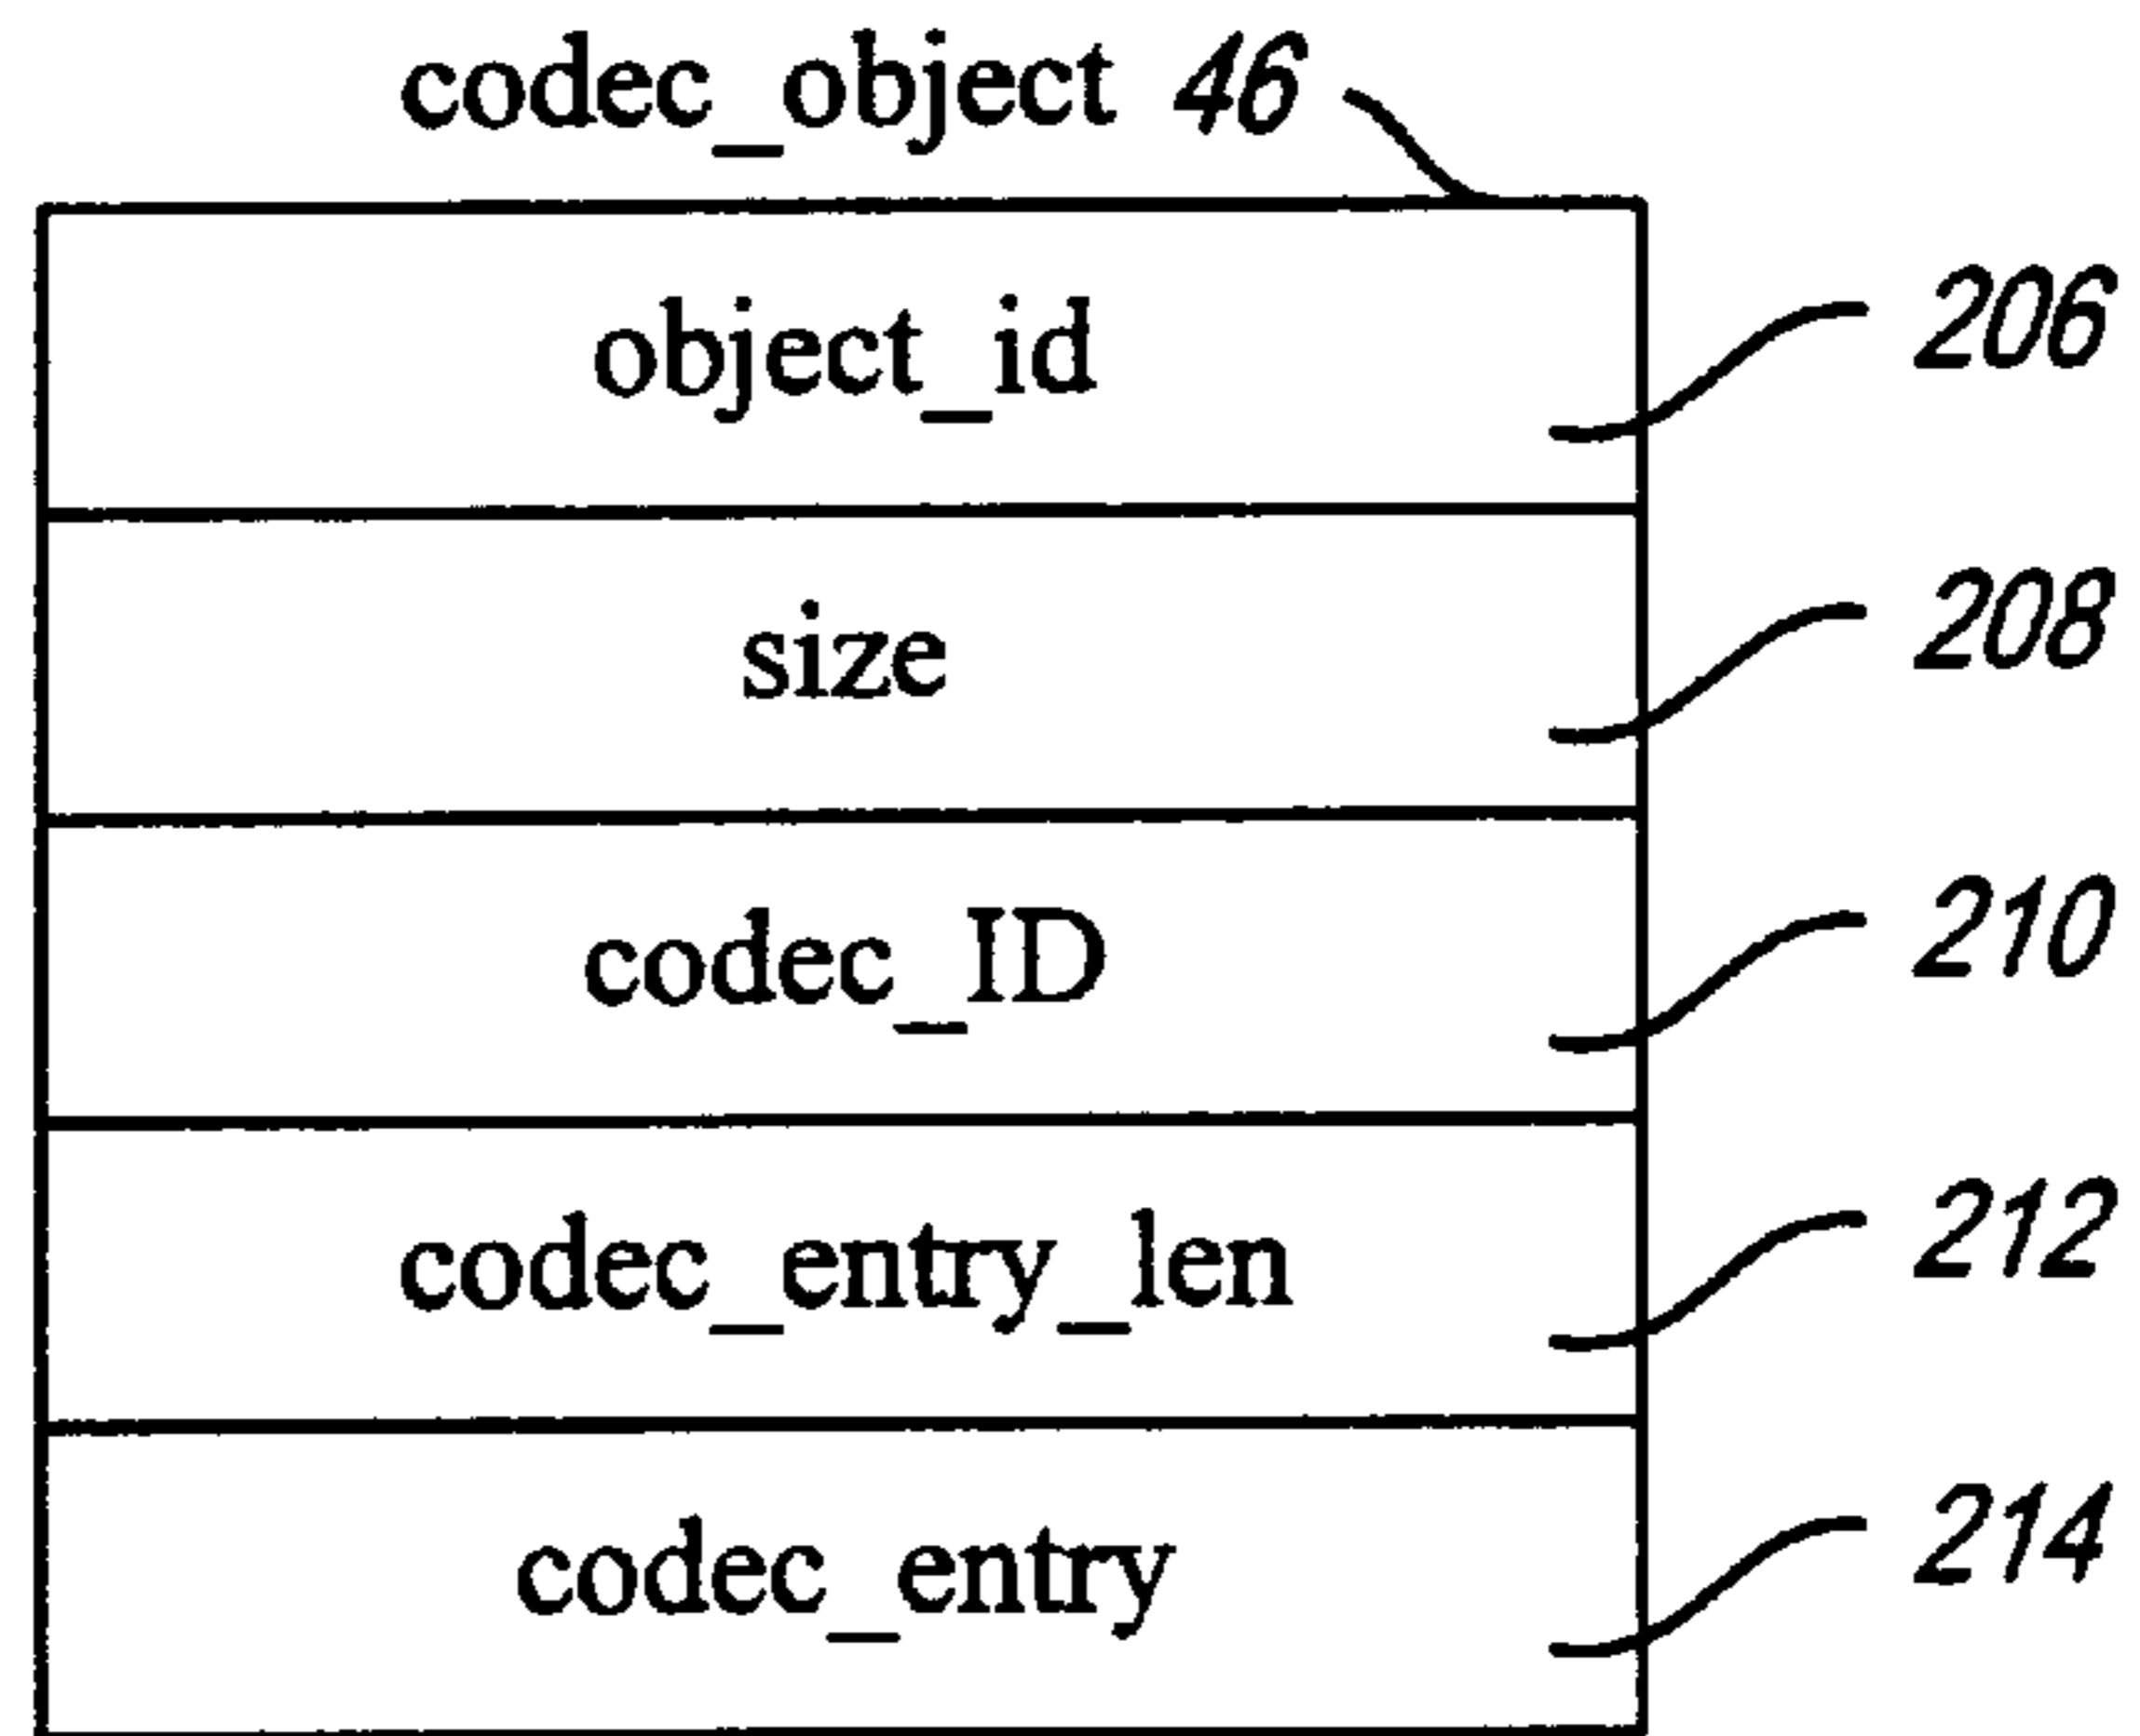 codec_object 46
object_id 206
size 208
codec_ID 210
codec_entry_len 212
codec_entry 214